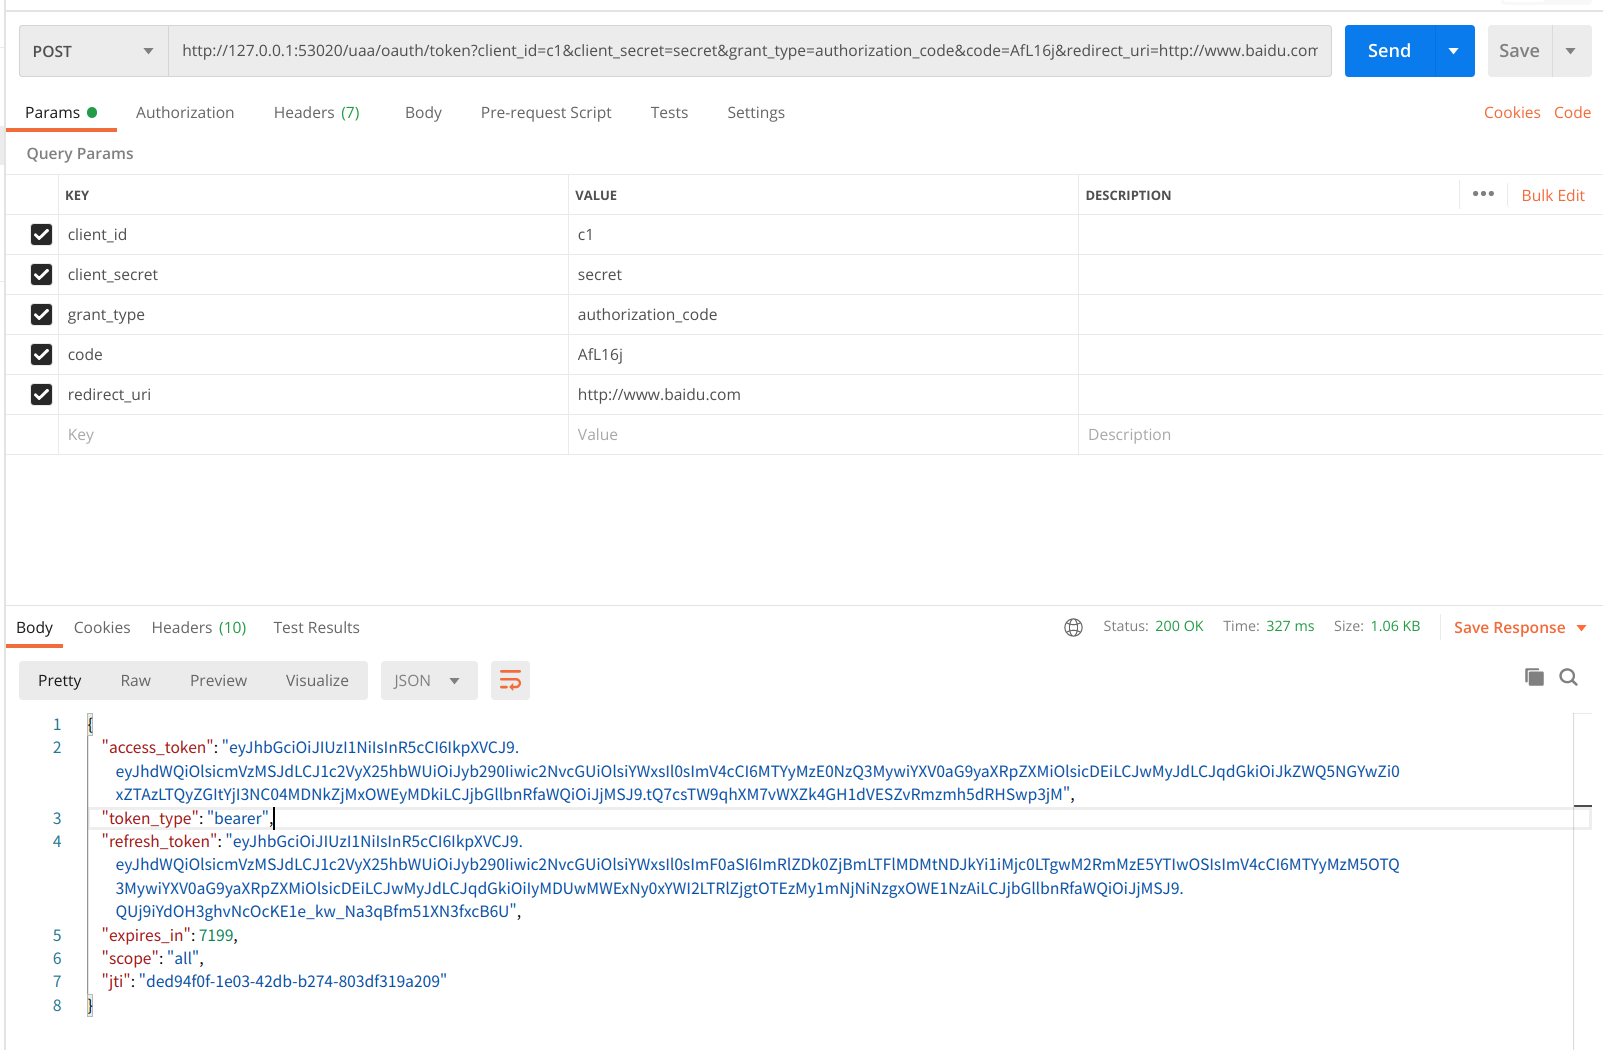 POST http://127.0.0.1:53020/uaa/oauth/token?client_id=c1&client_secret=secret&grant_type=authorization_code&code=AfL16j&redirect_uri=http://www.baidu.com Send Save
Params Authorization Headers (7) Body Pre-request Script Tests Settings Cookies Code
Query Params
KEY VALUE DESCRIPTION ••• Bulk Edit
client_id c1
client_secret secret
grant_type authorization_code
code AfL16j
redirect_uri http://www.baidu.com
Key Value Description
Body Cookies Headers (10) Test Results Status: 200 OK Time: 327 ms Size: 1.06 KB Save Response
Pretty Raw Preview Visualize JSON
1 {
2 "access_token": "eyJhbGciOiJIUzI1NiIsInR5cCI6IkpXVCJ9.
eyJhdWQiOlsicmVzMSJdLCJ1c2VyX25hbWUiOiJyb290Iiwic2NvcGUiOlsiYWxsIl0sImV4cCI6MTYyMzE0NzQ3MywiYXV0aG9yaXRpZXMiOlsicDEiLCJwMyJdLCJqdGkiOiJkZWQ5NGYwZi0
xZTAzLTQyZGItYjI3NC04MDNkZjMxOWEyMDkiLCJjbGllbnRfaWQiOiJjMSJ9.tQ7csTW9qhXM7vWXZk4GH1dVESZvRmzmh5dRHSwp3jM",
3 "token_type": "bearer",
4 "refresh_token": "eyJhbGciOiJIUzI1NiIsInR5cCI6IkpXVCJ9.
eyJhdWQiOlsicmVzMSJdLCJ1c2VyX25hbWUiOiJyb290Iiwic2NvcGUiOlsiYWxsIl0sImF0aSI6ImRlZDk0ZjBmLTFlMDMtNDJkYi1iMjc0LTgwM2RmMzE5YTIwOSIsImV4cCI6MTYyMzM5OTQ
3MywiYXV0aG9yaXRpZXMiOlsicDEiLCJwMyJdLCJqdGkiOiIyMDUwMWExNy0xYWI2LTRlZjgtOTEzMy1mNjNiNzgxOWE1NzAiLCJjbGllbnRfaWQiOiJjMSJ9.
QUj9iYdOH3ghvNcOcKE1e_kw_Na3qBfm51XN3fxcB6U",
5 "expires_in": 7199,
6 "scope": "all",
7 "jti": "ded94f0f-1e03-42db-b274-803df319a209"
8 }